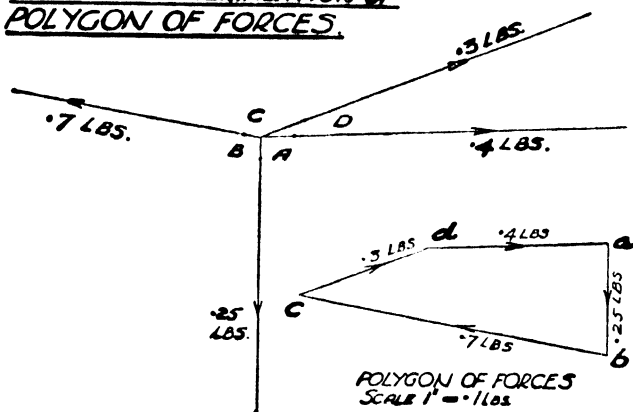 POLYGON OF FORCES.
.3 LBS.
C
.7 LBS.
B A
D
.4 LBS.
.25
LBS.
d
.4 LBS
a
.3 LBS
c
.25 LBS
.7 LBS
b
POLYGON OF FORCES
SCALE 1" = .1 LBS